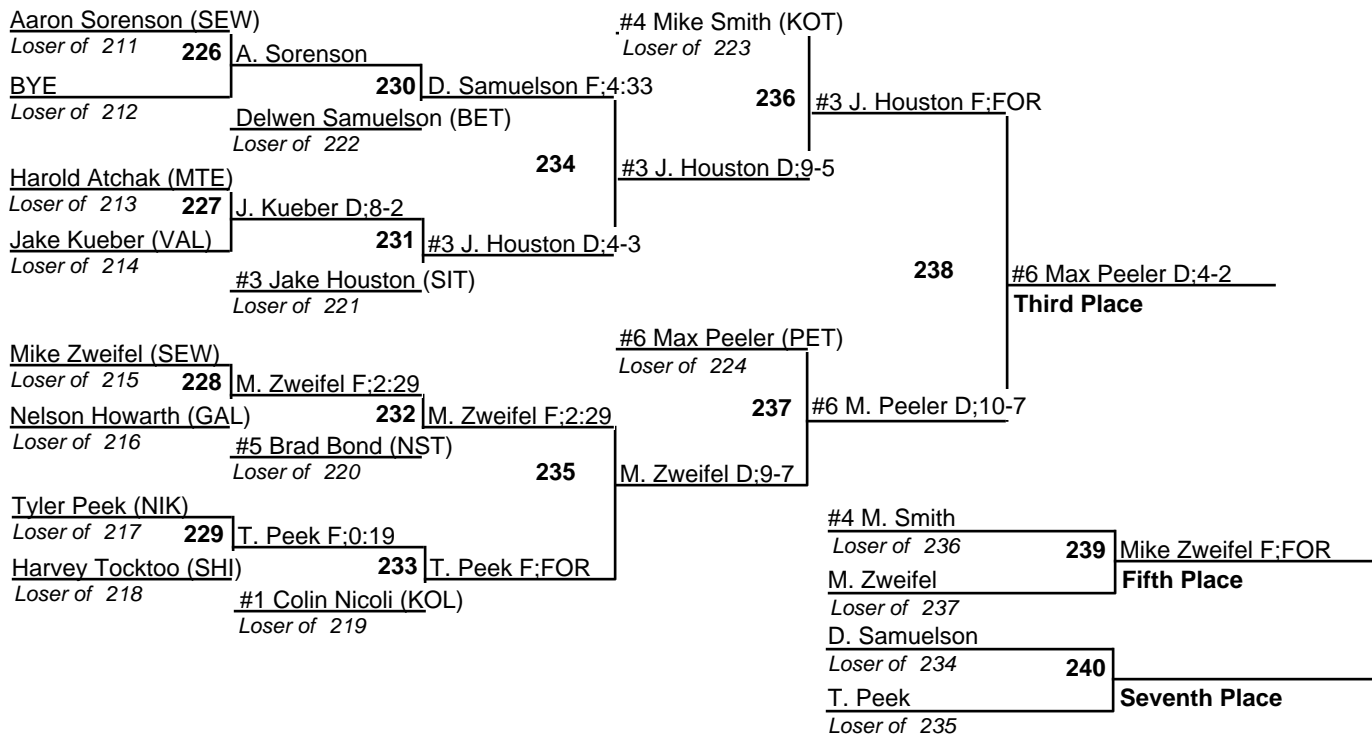 Aaron Sorenson (SEW)
Loser of 211
226
A. Sorenson
BYE
Loser of 212
230
D. Samuelson F;4:33
Delwen Samuelson (BET)
Loser of 222
234
Harold Atchak (MTE)
Loser of 213
227
J. Kueber D;8-2
Jake Kueber (VAL)
Loser of 214
231
#3 J. Houston D;4-3
#3 Jake Houston (SIT)
Loser of 221
#4 Mike Smith (KOT)
Loser of 223
236
#3 J. Houston F;FOR
#3 J. Houston D;9-5
238
#6 Max Peeler D;4-2
Third Place
Mike Zweifel (SEW)
Loser of 215
228
M. Zweifel F;2:29
Nelson Howarth (GAL)
Loser of 216
232
M. Zweifel F;2:29
#5 Brad Bond (NST)
Loser of 220
235
Tyler Peek (NIK)
Loser of 217
229
T. Peek F;0:19
Harvey Tocktoo (SHI)
Loser of 218
233
T. Peek F;FOR
#1 Colin Nicoli (KOL)
Loser of 219
#6 Max Peeler (PET)
Loser of 224
237
#6 M. Peeler D;10-7
M. Zweifel D;9-7
#4 M. Smith
Loser of 236
239
Mike Zweifel F;FOR
Fifth Place
M. Zweifel
Loser of 237
D. Samuelson
Loser of 234
240
Seventh Place
T. Peek
Loser of 235